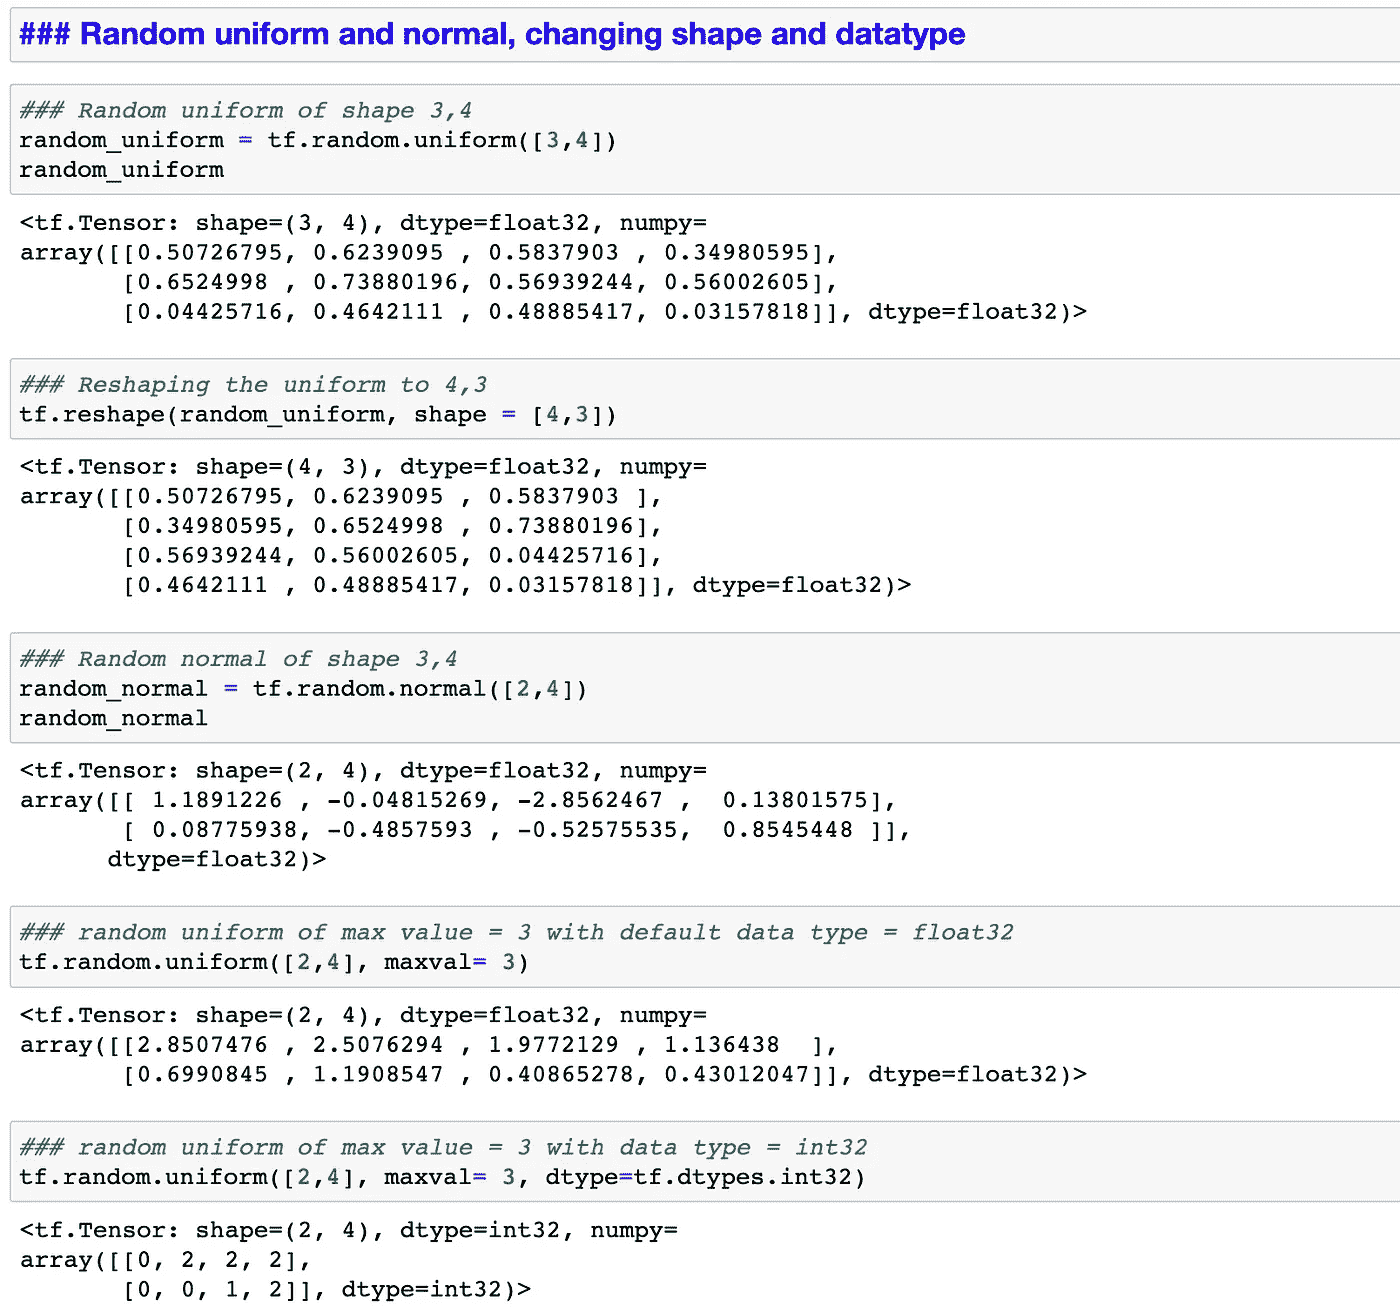 ### Random uniform and normal, changing shape and datatype
### Random uniform of shape 3,4
random_uniform = tf.random.uniform([3,4])
random_uniform
<tf.Tensor: shape=(3, 4), dtype=float32, numpy=
array([[0.50726795, 0.6239095 , 0.5837903 , 0.34980595],
       [0.6524998 , 0.73880196, 0.56939244, 0.56002605],
       [0.04425716, 0.4642111 , 0.48885417, 0.03157818]], dtype=float32)>
### Reshaping the uniform to 4,3
tf.reshape(random_uniform, shape = [4,3])
<tf.Tensor: shape=(4, 3), dtype=float32, numpy=
array([[0.50726795, 0.6239095 , 0.5837903 ],
       [0.34980595, 0.6524998 , 0.73880196],
       [0.56939244, 0.56002605, 0.04425716],
       [0.4642111 , 0.48885417, 0.03157818]], dtype=float32)>
### Random normal of shape 3,4
random_normal = tf.random.normal([2,4])
random_normal
<tf.Tensor: shape=(2, 4), dtype=float32, numpy=
array([[ 1.1891226 , -0.04815269, -2.8562467 ,  0.13801575],
       [ 0.08775938, -0.4857593 , -0.52575535,  0.8545448 ]],
      dtype=float32)>
### random uniform of max value = 3 with default data type = float32
tf.random.uniform([2,4], maxval= 3)
<tf.Tensor: shape=(2, 4), dtype=float32, numpy=
array([[2.8507476 , 2.5076294 , 1.9772129 , 1.136438  ],
       [0.6990845 , 1.1908547 , 0.40865278, 0.43012047]], dtype=float32)>
### random uniform of max value = 3 with data type = int32
tf.random.uniform([2,4], maxval= 3, dtype=tf.dtypes.int32)
<tf.Tensor: shape=(2, 4), dtype=int32, numpy=
array([[0, 2, 2, 2],
       [0, 0, 1, 2]], dtype=int32)>